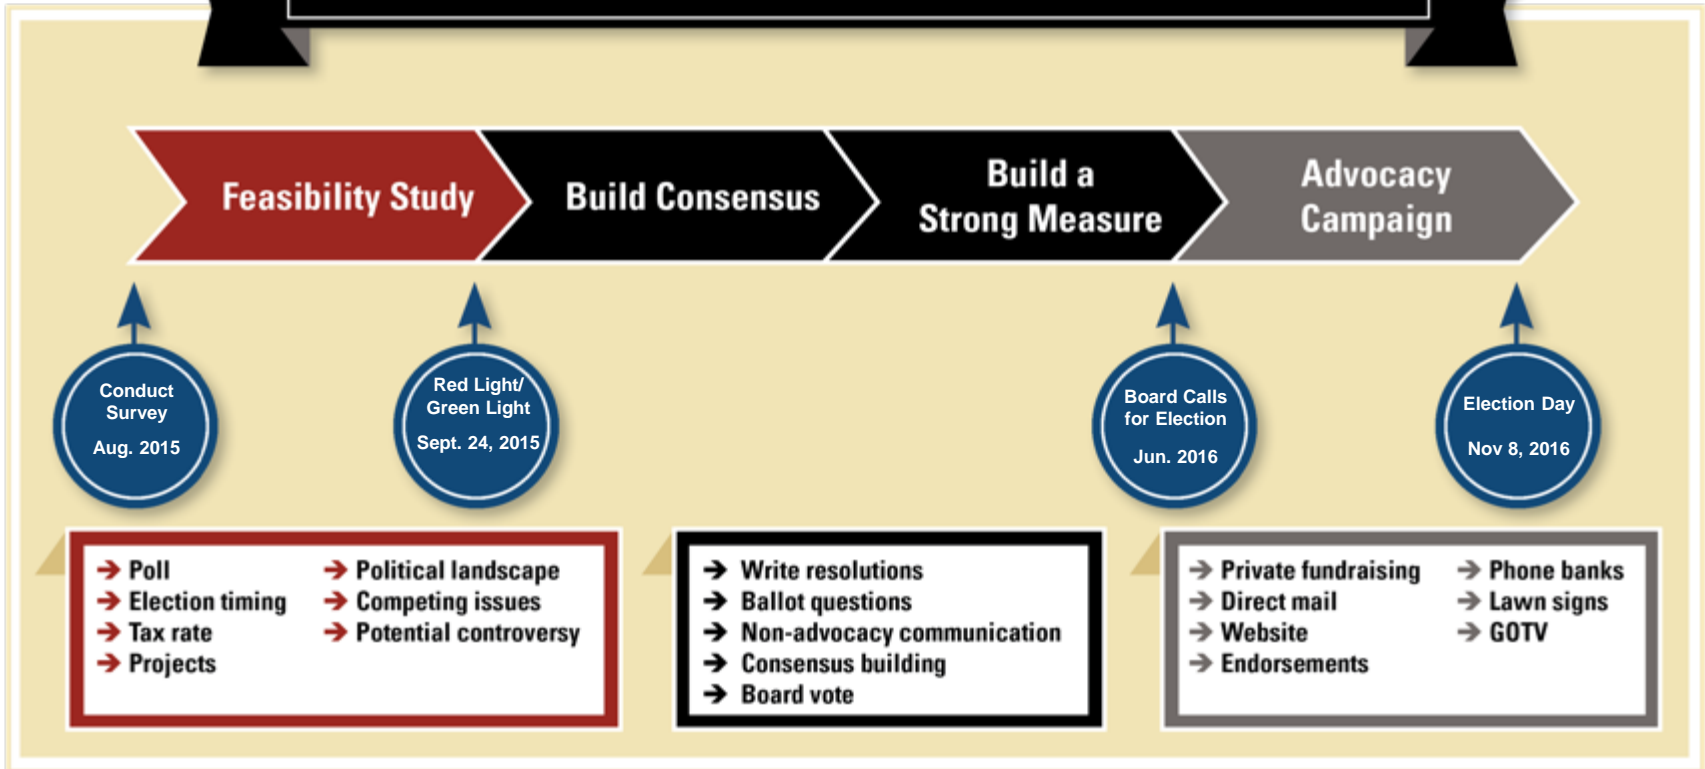 Feasibility Study
Build Consensus
Build a
Strong Measure
Advocacy
Campaign
Conduct
Survey
Aug. 2015
Red Light/
Green Light
Sept. 24, 2015
Board Calls
for Election
Jun. 2016
Election Day
Nov 8, 2016
Poll
Election timing
Tax rate
Projects
Political landscape
Competing issues
Potential controversy
Write resolutions
Ballot questions
Non-advocacy communication
Consensus building
Board vote
Private fundraising
Direct mail
Website
Endorsements
Phone banks
Lawn signs
GOTV